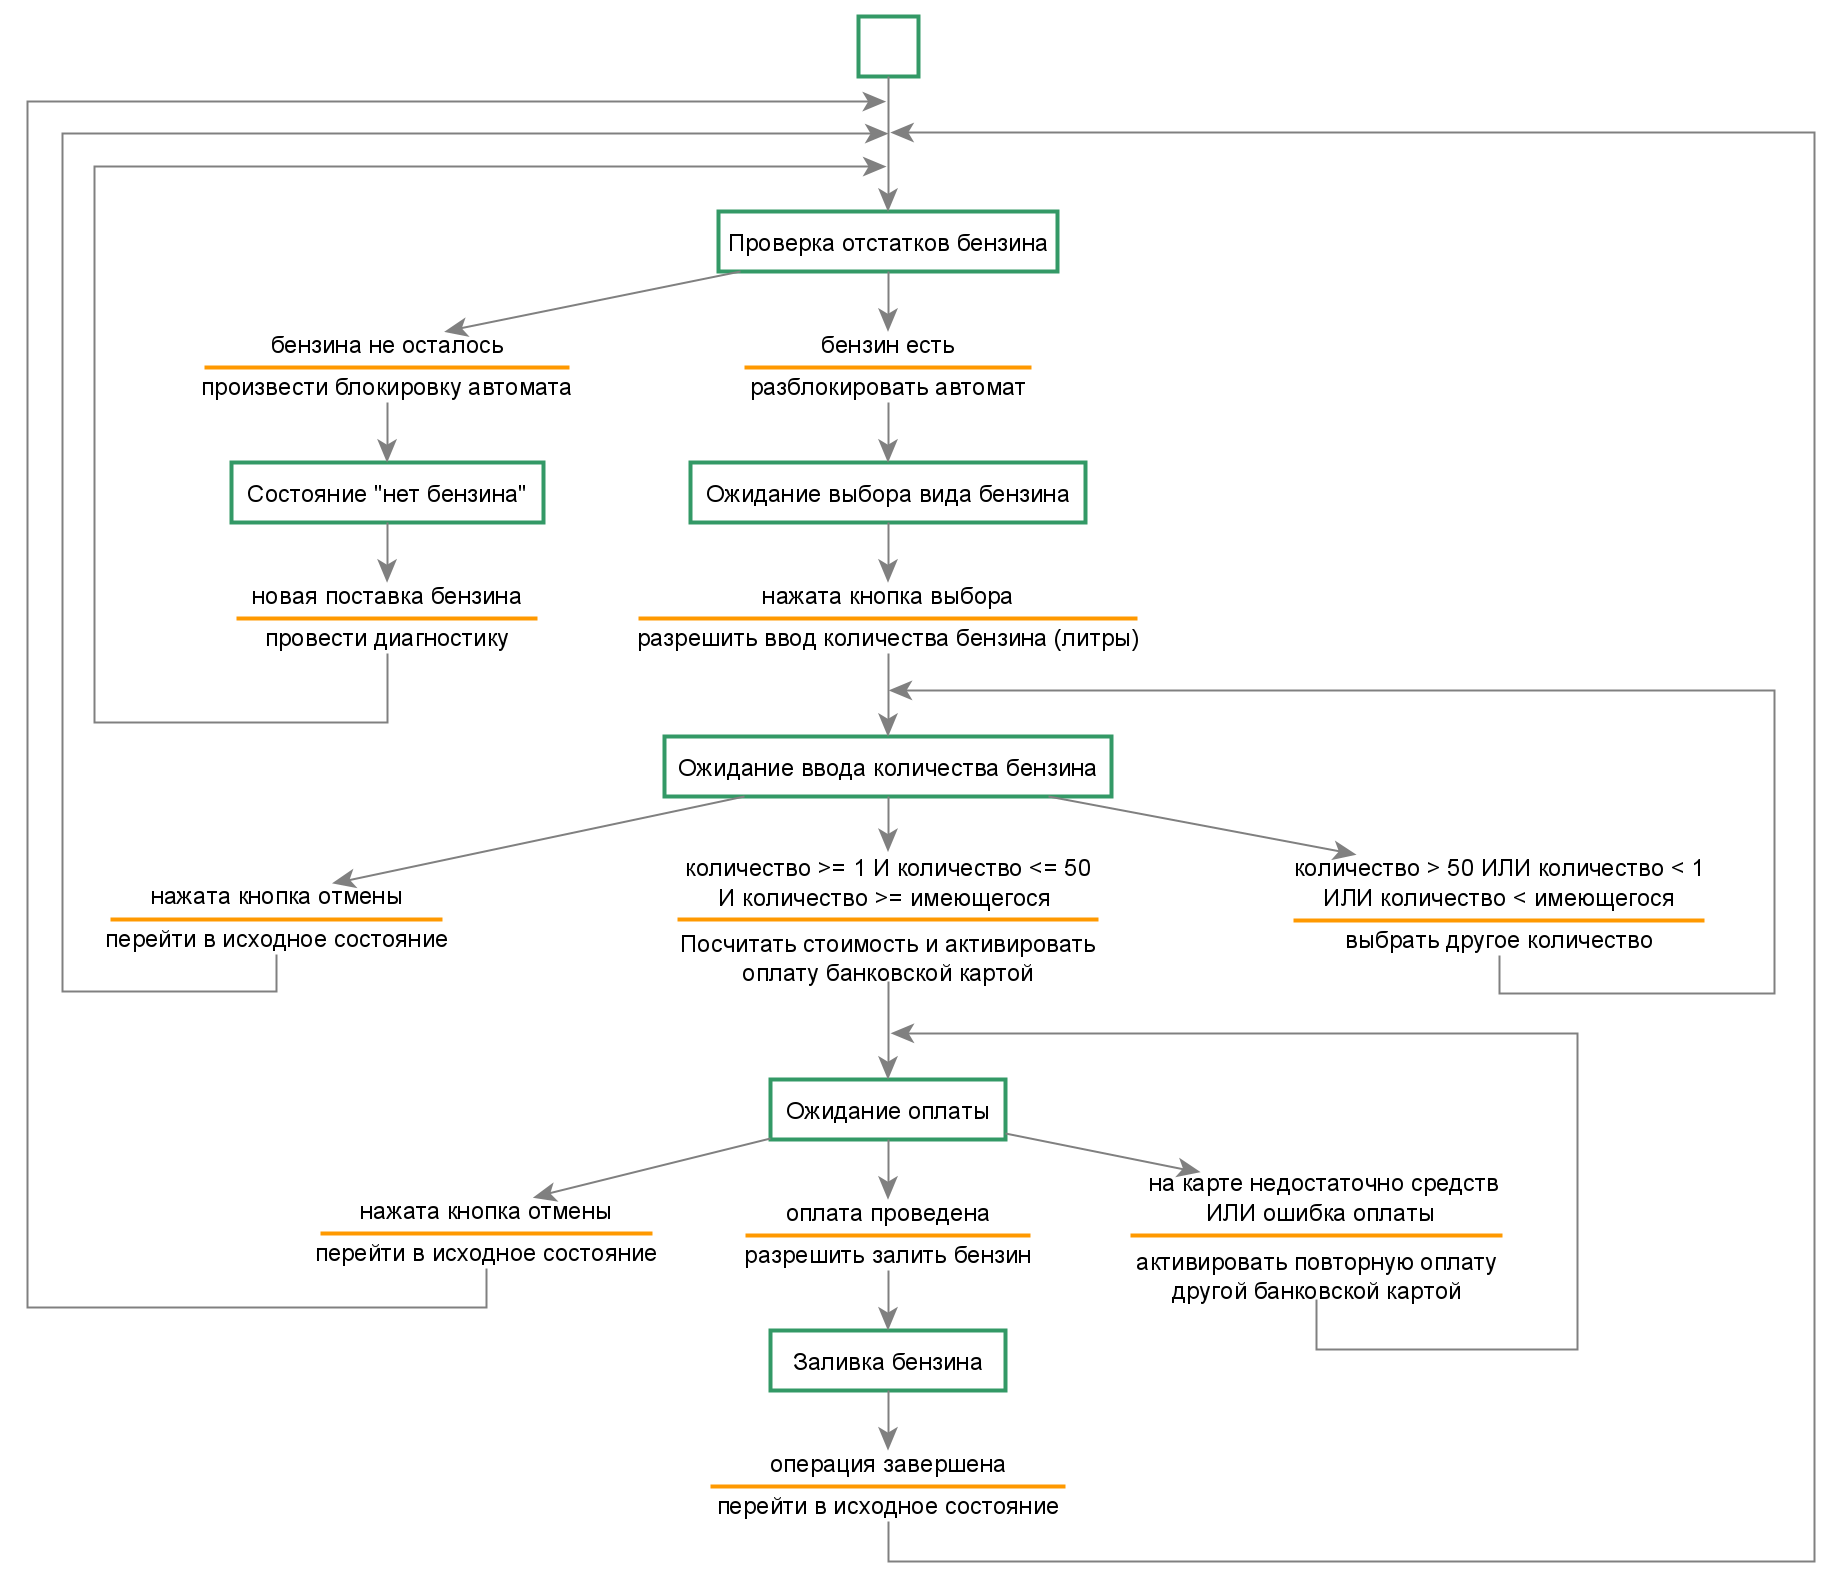 Проверка отстатков бензина
бензина не осталось
произвести блокировку автомата
бензин есть
разблокировать автомат
Состояние "нет бензина"
Ожидание выбора вида бензина
новая поставка бензина
провести диагностику
нажата кнопка выбора
разрешить ввод количества бензина (литры)
Ожидание ввода количества бензина
нажата кнопка отмены
перейти в исходное состояние
количество >= 1 И количество <= 50
И количество >= имеющегося
Посчитать стоимость и активировать
оплату банковской картой
количество > 50 ИЛИ количество < 1
ИЛИ количество < имеющегося
выбрать другое количество
Ожидание оплаты
нажата кнопка отмены
перейти в исходное состояние
оплата проведена
разрешить залить бензин
на карте недостаточно средств
ИЛИ ошибка оплаты
активировать повторную оплату
другой банковской картой
Заливка бензина
операция завершена
перейти в исходное состояние